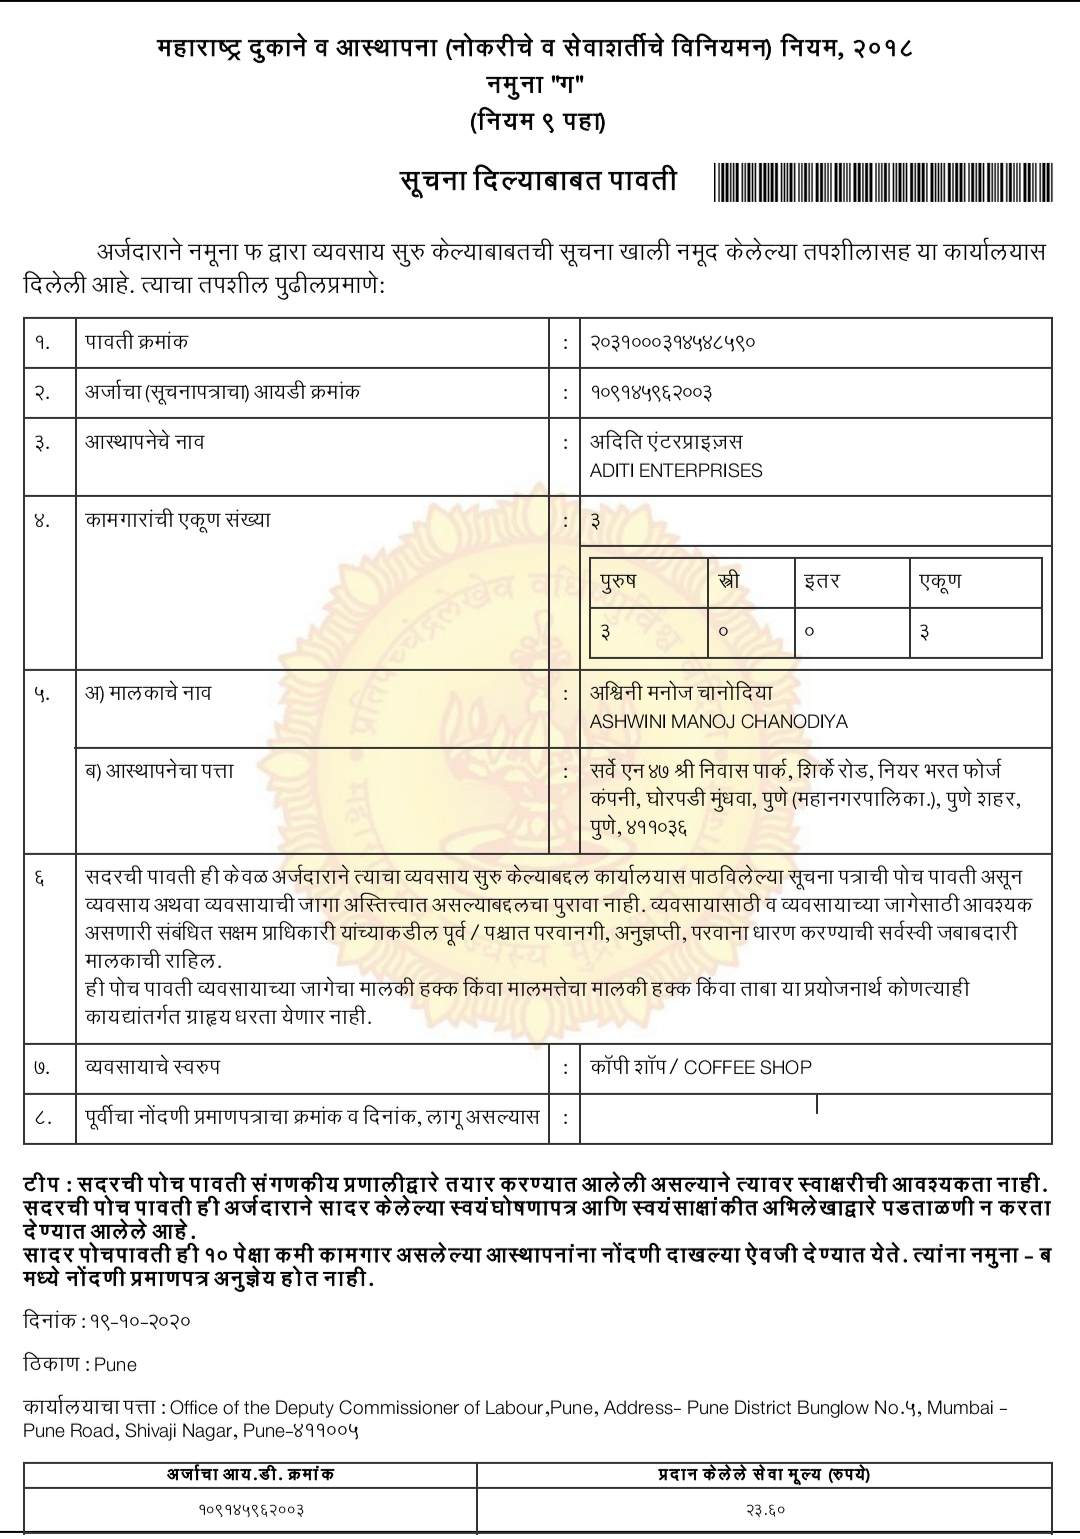 महाराष्ट्र दुकाने व आस्थापना (नोकरीचे व सेवाशर्तीचे विनियमन) नियम, २०१८
नमुना "ग"
(नियम ९ पहा)
सूचना दिल्याबाबत पावती
अर्जदाराने नमूना फ द्वारा व्यवसाय सुरु केल्याबाबतची सूचना खाली नमूद केलेल्या तपशीलासह या कार्यालयास
दिलेली आहे. त्याचा तपशील पुढीलप्रमाणे:
१. पावती क्रमांक : २०३१०००३१४५४८५९०
२. अर्जाचा (सूचनापत्राचा) आयडी क्रमांक : १०९१४५९६२००३
३. आस्थापनेचे नाव : अदिति एंटरप्राइज़स
ADITI ENTERPRISES
४. कामगारांची एकूण संख्या : ३
पुरुष स्त्री इतर एकूण
३ ० ० ३
५. अ) मालकाचे नाव : अश्विनी मनोज चानोदिया
ASHWINI MANOJ CHANODIYA
ब) आस्थापनेचा पत्ता : सर्वे एन ४७ श्री निवास पार्क, शिर्के रोड, नियर भरत फोर्ज
कंपनी, घोरपडी मुंधवा, पुणे (महानगरपालिका.), पुणे शहर,
पुणे, ४११०३६
६ सदरची पावती ही केवळ अर्जदाराने त्याचा व्यवसाय सुरु केल्याबद्दल कार्यालयास पाठविलेल्या सूचना पत्राची पोच पावती असून
व्यवसाय अथवा व्यवसायाची जागा अस्तित्त्वात असल्याबद्दलचा पुरावा नाही. व्यवसायासाठी व व्यवसायाच्या जागेसाठी आवश्यक
असणारी संबंधित सक्षम प्राधिकारी यांच्याकडील पूर्व / पश्चात परवानगी, अनुज्ञप्ती, परवाना धारण करण्याची सर्वस्वी जबाबदारी
मालकाची राहिल.
ही पोच पावती व्यवसायाच्या जागेचा मालकी हक्क किंवा मालमत्तेचा मालकी हक्क किंवा ताबा या प्रयोजनार्थ कोणत्याही
कायद्यांतर्गत ग्राहृय धरता येणार नाही.
७. व्यवसायाचे स्वरुप : कॉपी शॉप / COFFEE SHOP
८. पूर्वीचा नोंदणी प्रमाणपत्राचा क्रमांक व दिनांक, लागू असल्यास :
टीप : सदरची पोच पावती संगणकीय प्रणालीद्वारे तयार करण्यात आलेली असल्याने त्यावर स्वाक्षरीची आवश्यकता नाही.
सदरची पोच पावती ही अर्जदाराने सादर केलेल्या स्वयंघोषणापत्र आणि स्वयंसाक्षांकीत अभिलेखाद्वारे पडताळणी न करता
देण्यात आलेले आहे.
सादर पोचपावती ही १० पेक्षा कमी कामगार असलेल्या आस्थापनांना नोंदणी दाखल्या ऐवजी देण्यात येते. त्यांना नमुना – ब
मध्ये नोंदणी प्रमाणपत्र अनुज्ञेय होत नाही.
दिनांक : १९-१०-२०२०
ठिकाण : Pune
कार्यालयाचा पत्ता : Office of the Deputy Commissioner of Labour,Pune, Address- Pune District Bunglow No.५, Mumbai -
Pune Road, Shivaji Nagar, Pune-४११००५
अर्जाचा आय.डी. क्रमांक प्रदान केलेले सेवा मूल्य (रुपये)
१०९१४५९६२००३ २३.६०